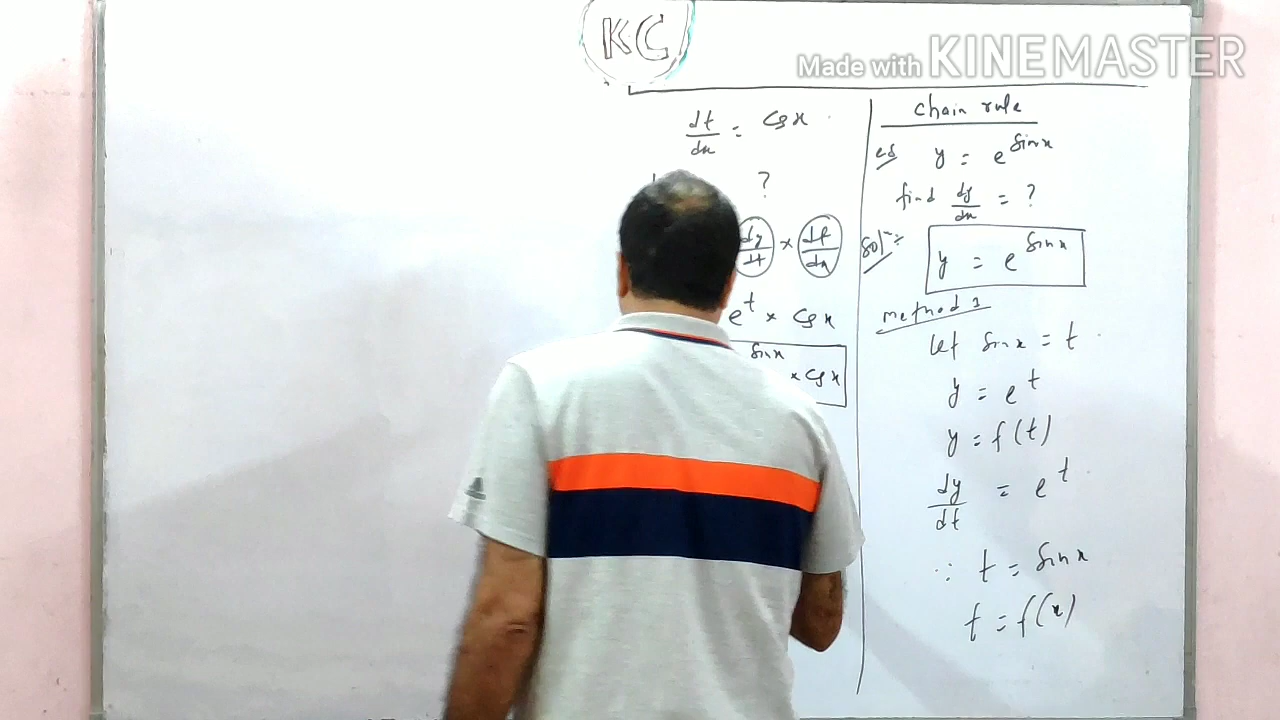 KC
Made with KINEMASTER
chain rule
eg y = e^sinx
find dy/dx = ?
Sol^n:
y = e^sinx
method 1
let sinx = t
y = e^t
y = f(t)
dy/dt = e^t
∵ t = sinx
t = f(x)
dt/dx = cosx
?
dy/dt × dt/dx
e^t × cosx
sinx × cosx